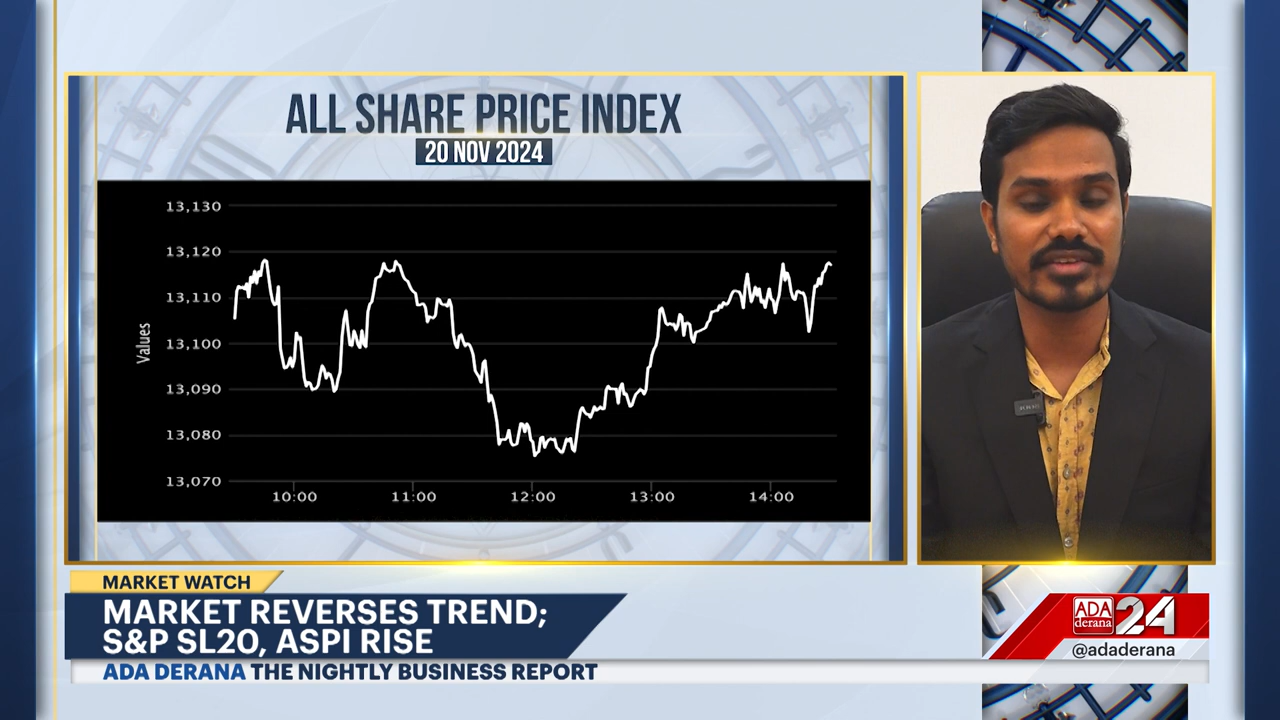 ALL SHARE PRICE INDEX
20 NOV 2024
13,130
13,120
13,110
13,100
13,090
13,080
13,070
Values
10:00 11:00 12:00 13:00 14:00
MARKET WATCH
MARKET REVERSES TREND;
S&P SL20, ASPI RISE
ADA DERANA THE NIGHTLY BUSINESS REPORT
ADA
derana 24
@adaderana